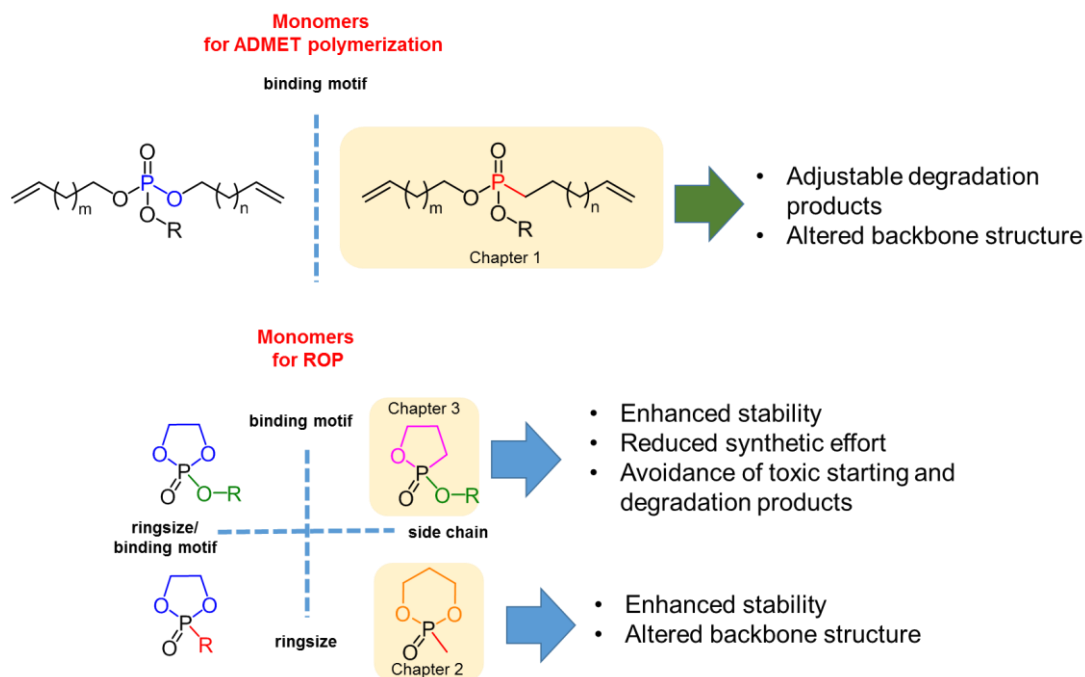 Monomers
for ADMET polymerization
binding motif
O
P
O
O
O
R
m
n
O
P
O
O
R
m
n
Chapter 1
• Adjustable degradation
products
• Altered backbone structure
Monomers
for ROP
binding motif
Chapter 3
O
O
P
O
O–R
O
P
O
O–R
• Enhanced stability
• Reduced synthetic effort
• Avoidance of toxic starting and
degradation products
ringsize/
binding motif
side chain
O
O
P
O
R
ringsize
O
O
P
O
Chapter 2
• Enhanced stability
• Altered backbone structure